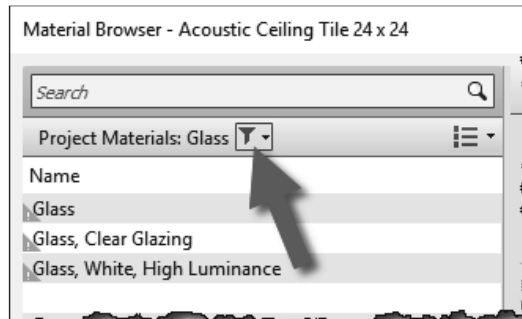 Material Browser - Acoustic Ceiling Tile 24 x 24
Search
Project Materials: Glass
Name
Glass
Glass, Clear Glazing
Glass, White, High Luminance